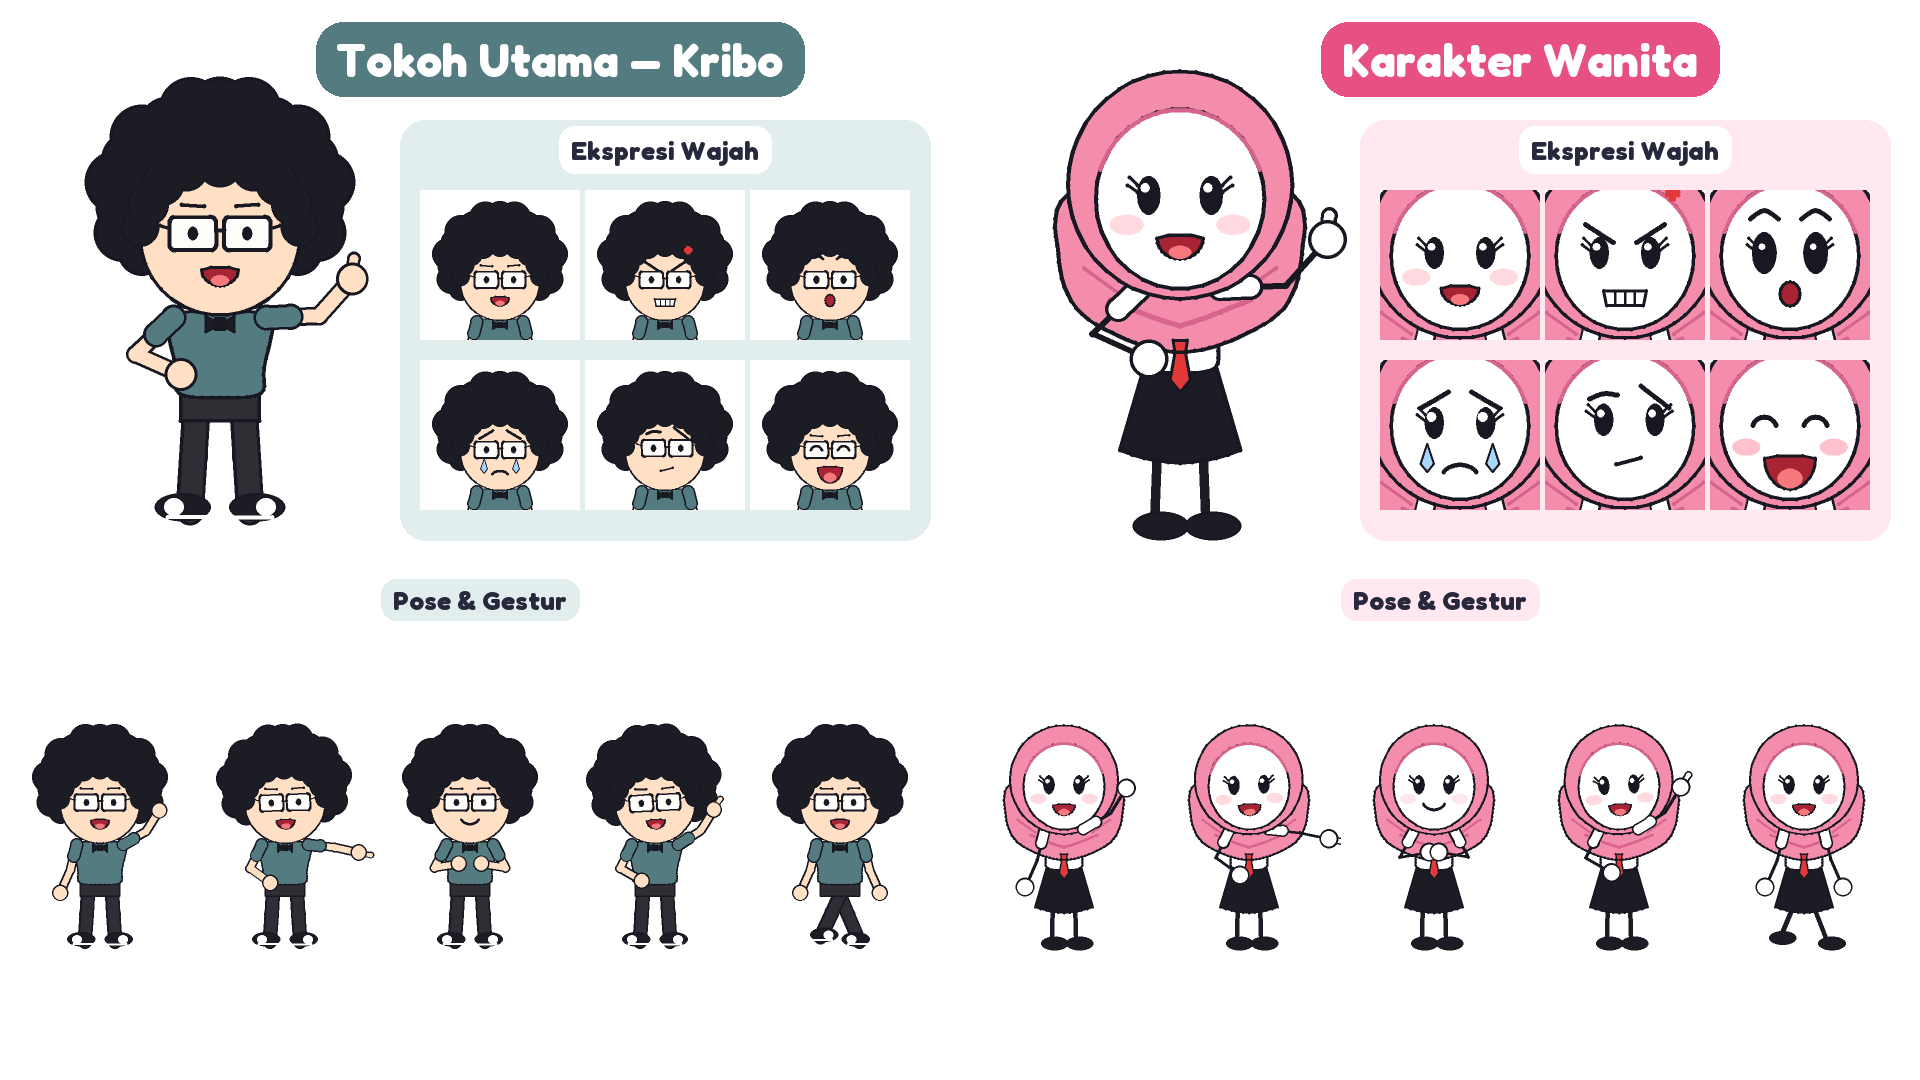 Tokoh Utama – Kribo
Ekspresi Wajah
Pose & Gestur
Karakter Wanita
Ekspresi Wajah
Pose & Gestur